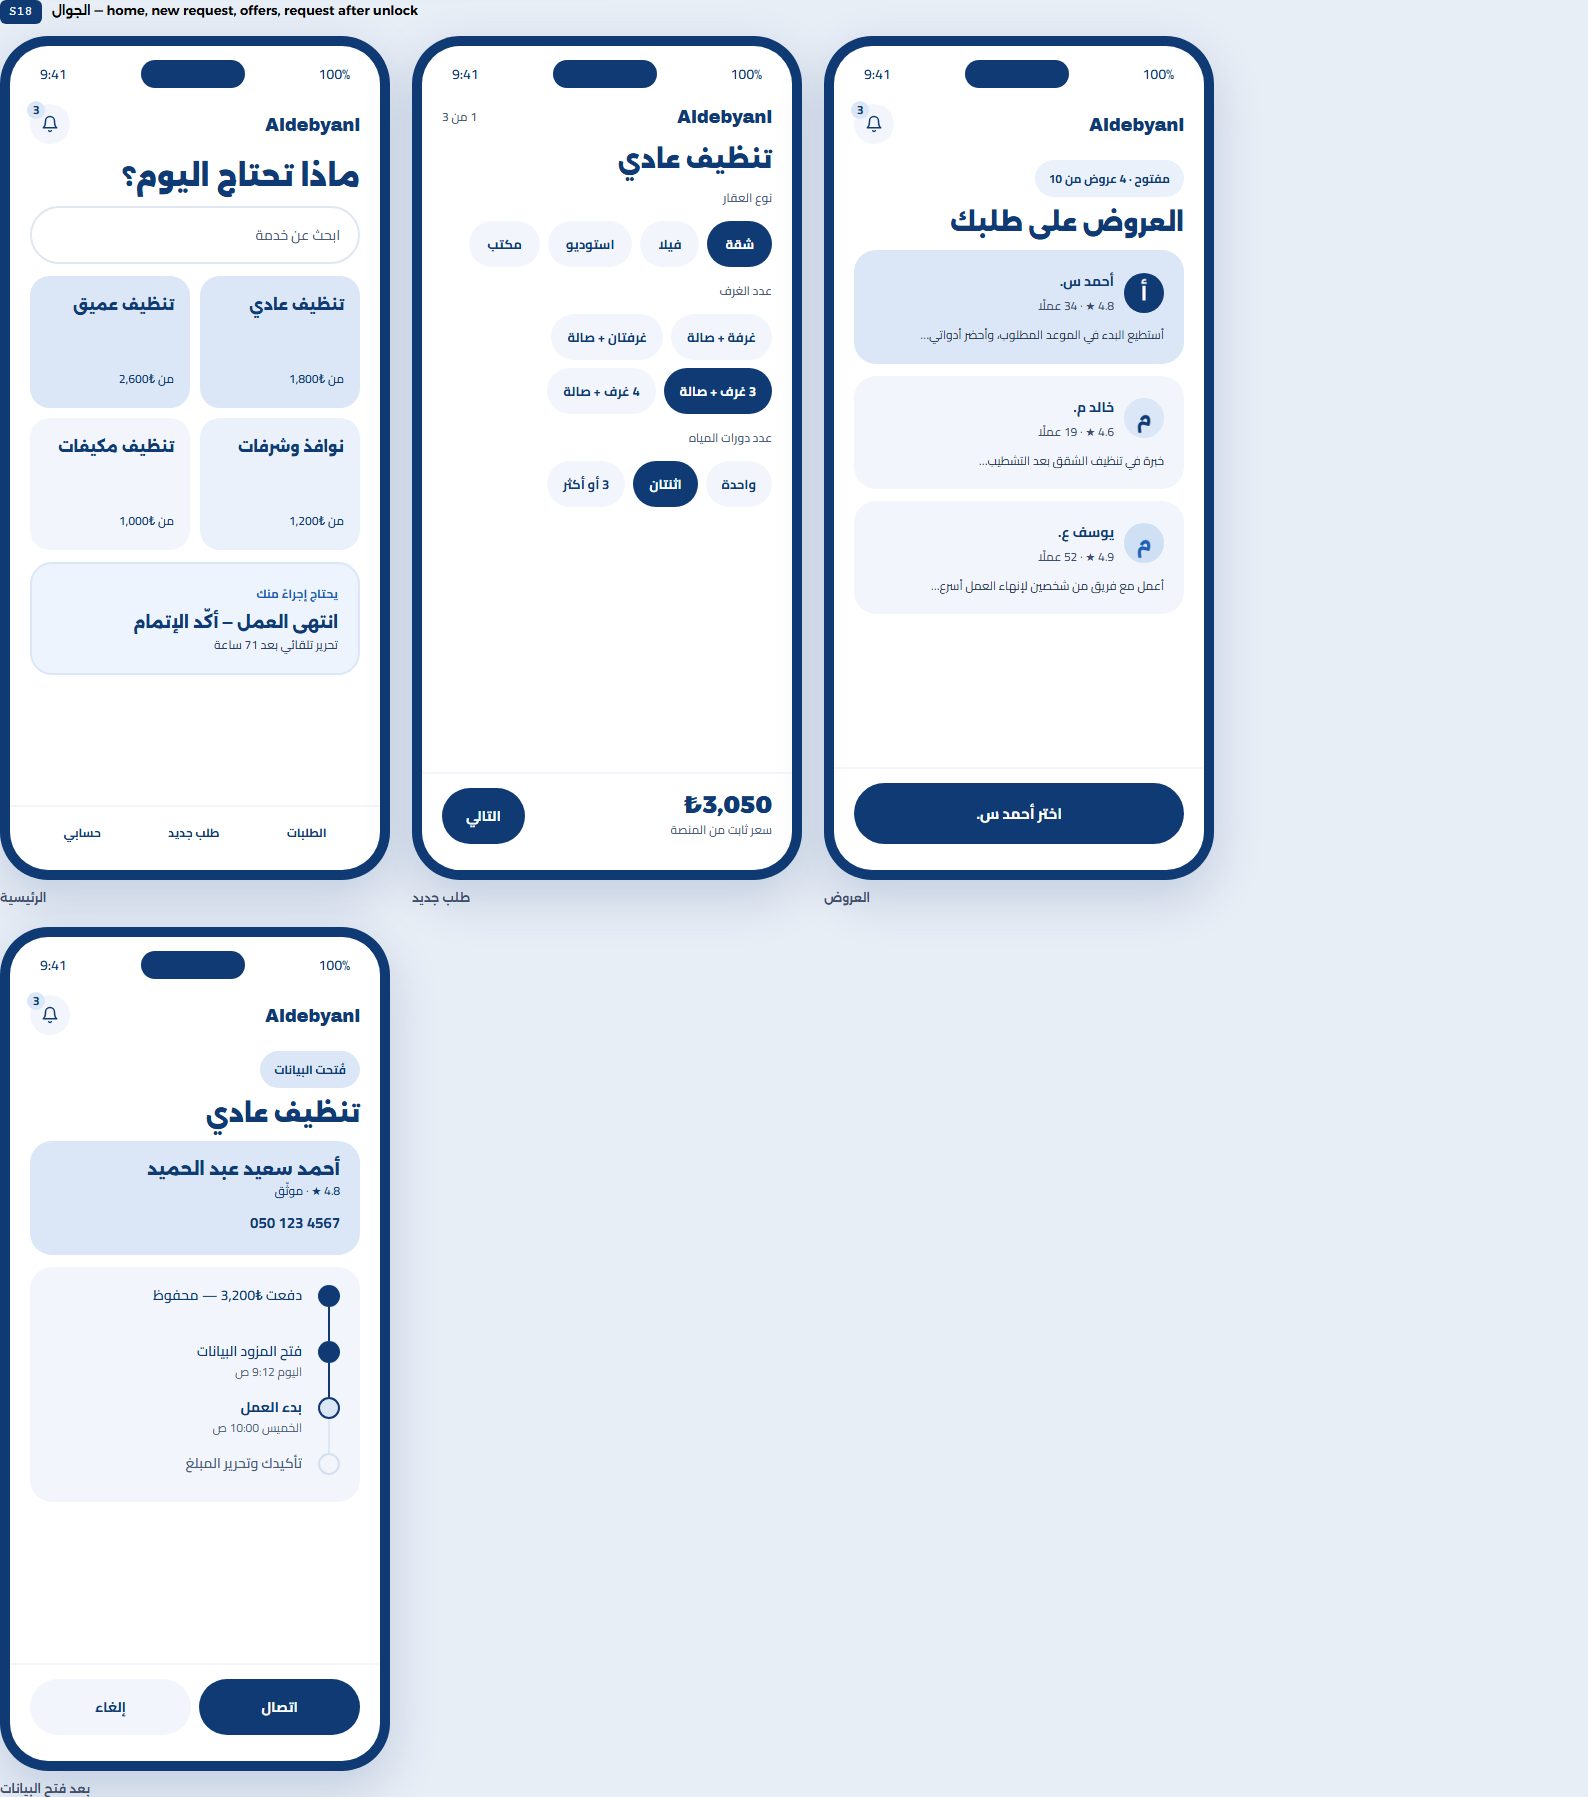 S18 الجوال – home, new request, offers, request after unlock
9:41 100%
3 Aldebyani
ماذا تحتاج اليوم؟
ابحث عن خدمة
تنظيف عادي
من 1,800₺
تنظيف عميق
من 2,600₺
نوافذ وشرفات
من 1,200₺
تنظيف مكيفات
من 1,000₺
يحتاج إجراءً منك
انتهى العمل – أكّد الإتمام
تحرير تلقائي بعد 71 ساعة
الطلبات
طلب جديد
حسابي
الرئيسية
9:41 100%
Aldebyani
1 من 3
تنظيف عادي
نوع العقار
شقة
فيلا
استوديو
مكتب
عدد الغرف
غرفة + صالة
غرفتان + صالة
3 غرف + صالة
4 غرف + صالة
عدد دورات المياه
واحدة
اثنتان
3 أو أكثر
₺3,050
سعر ثابت من المنصة
التالي
طلب جديد
9:41 100%
3 Aldebyani
مفتوح · 4 عروض من 10
العروض على طلبك
أ
أحمد س.
4.8 ★ · 34 عملًا
أستطيع البدء في الموعد المطلوب، وأحضر أدواتي...
م
خالد م.
4.6 ★ · 19 عملًا
خبرة في تنظيف الشقق بعد التشطيب...
م
يوسف ع.
4.9 ★ · 52 عملًا
أعمل مع فريق من شخصين لإنهاء العمل أسرع...
اختر أحمد س.
العروض
9:41 100%
3 Aldebyani
فُتحت البيانات
تنظيف عادي
أحمد سعيد عبد الحميد
4.8 ★ · موثّق
050 123 4567
دفعت 3,200₺ — محفوظ
فتح المزود البيانات
اليوم 9:12 ص
بدء العمل
الخميس 10:00 ص
تأكيدك وتحرير المبلغ
اتصال
إلغاء
بعد فتح البيانات